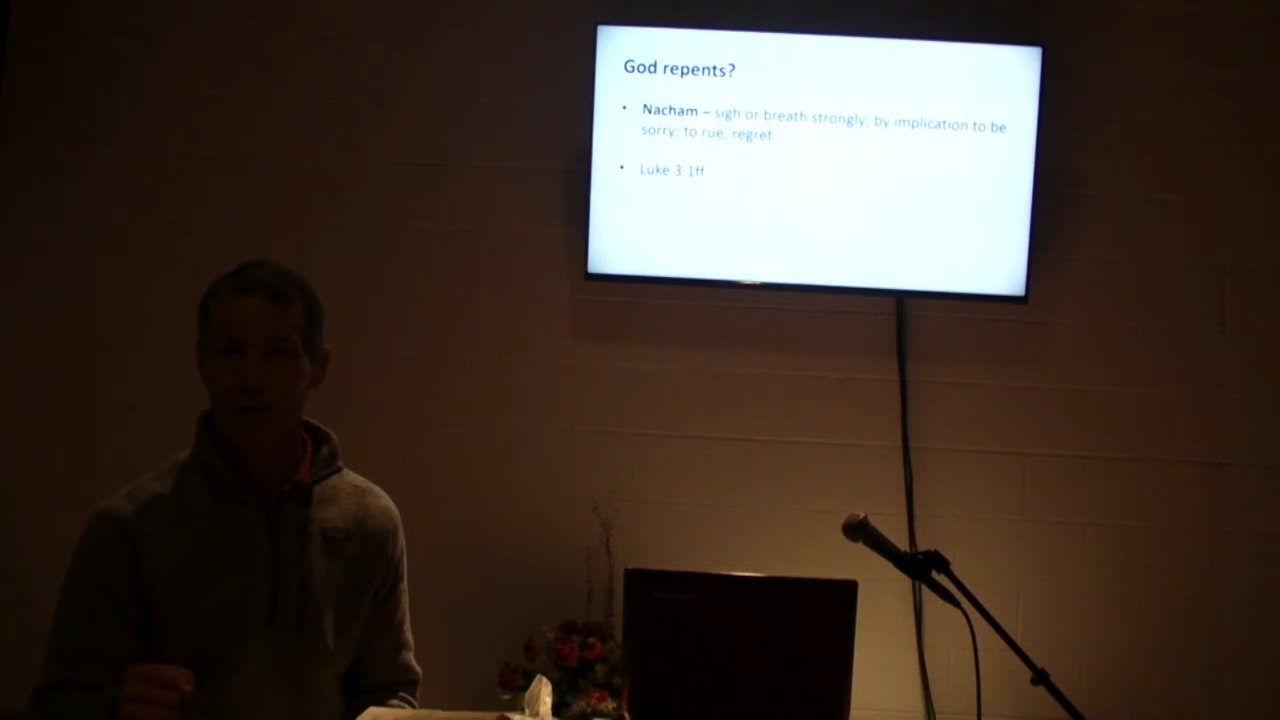 God repents?
• Nacham – sigh or breath strongly; by implication to be
sorry; to rue, regret
• Luke 3:1ff